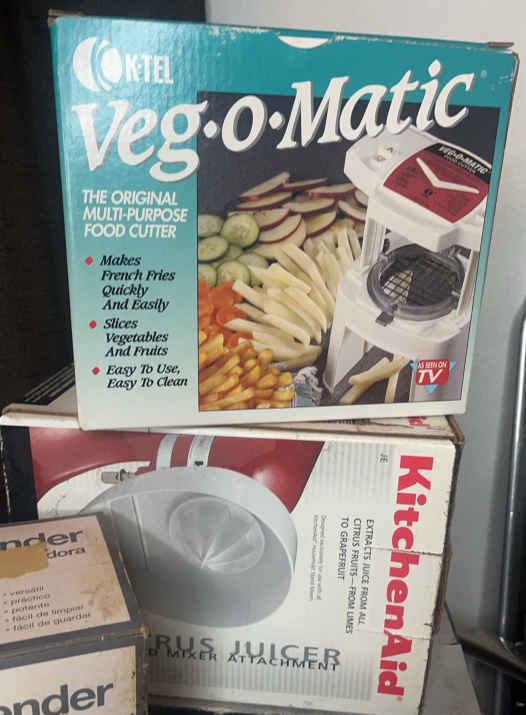 K·TEL
Veg·O·Matic®
THE ORIGINAL
MULTI-PURPOSE
FOOD CUTTER
Makes
French Fries
Quickly
And Easily
Slices
Vegetables
And Fruits
Easy To Use,
Easy To Clean
VEG-O-MATIC
FOOD CUTTER
AS SEEN ON
TV
KitchenAid®
EXTRACTS JUICE FROM ALL
CITRUS FRUITS—FROM LIMES
TO GRAPEFRUIT
RUS JUICER
D MIXER ATTACHMENT
nder
dora
• versátil
• práctico
• potente
• fácil de limpiar
• fácil de guardar
onder